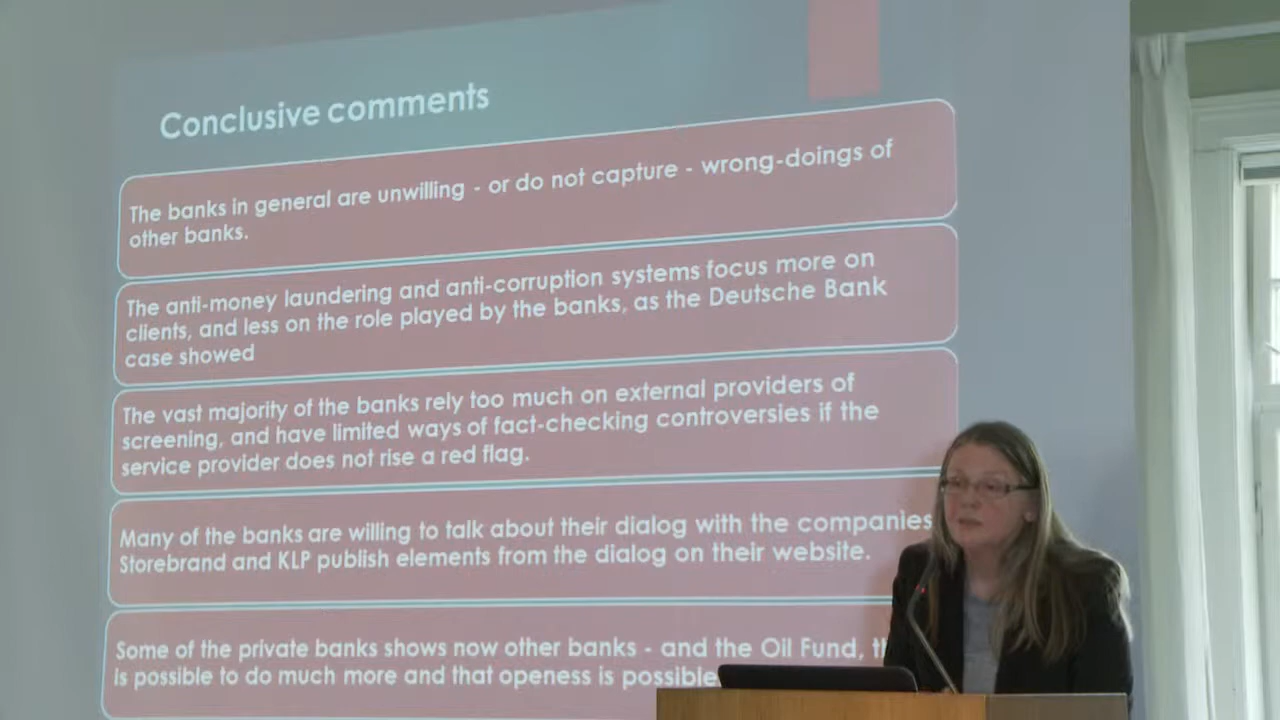 Conclusive comments
The banks in general are unwilling - or do not capture - wrong-doings of
other banks.
The anti-money laundering and anti-corruption systems focus more on
clients, and less on the role played by the banks, as the Deutsche Bank
case showed
The vast majority of the banks rely too much on external providers of
screening, and have limited ways of fact-checking controversies if the
service provider does not rise a red flag.
Many of the banks are willing to talk about their dialog with the companies
Storebrand and KLP publish elements from the dialog on their website.
Some of the private banks shows now other banks - and the Oil Fund,
is possible to do much more and that openess is possible